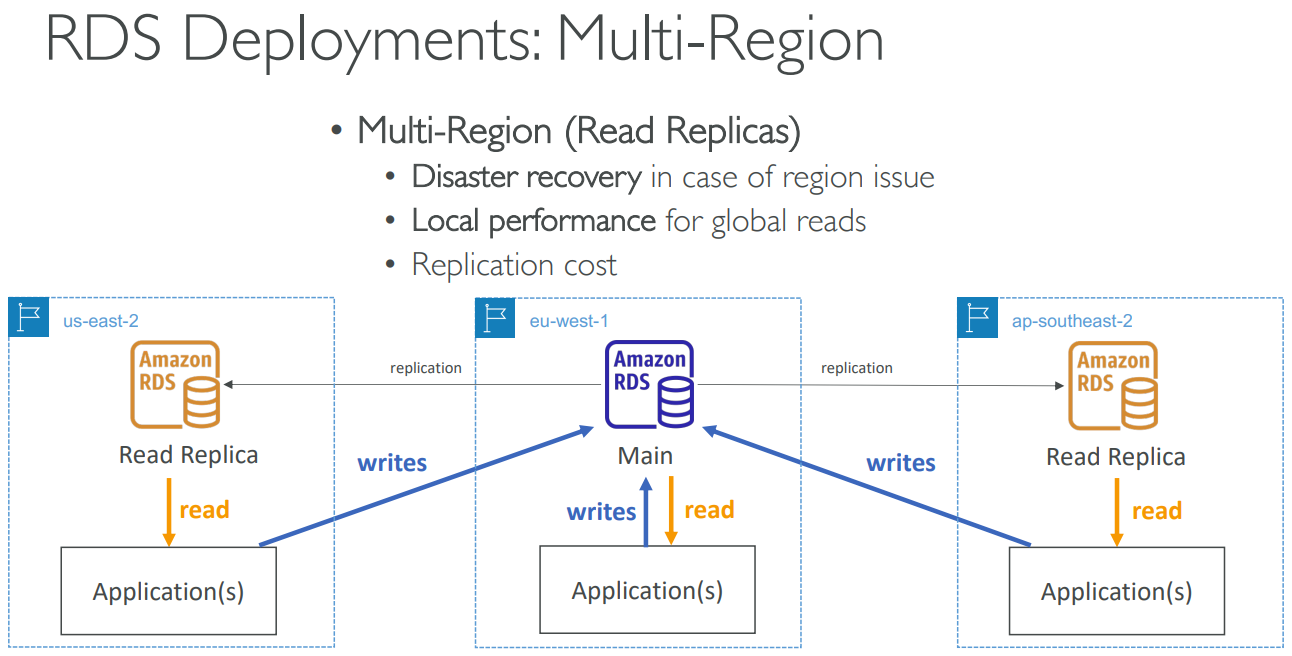 RDS Deployments: Multi-Region
• Multi-Region (Read Replicas)
• Disaster recovery in case of region issue
• Local performance for global reads
• Replication cost
us-east-2
Amazon
RDS
Read Replica
read
Application(s)
replication
writes
eu-west-1
Amazon
RDS
Main
writes
read
Application(s)
replication
writes
ap-southeast-2
Amazon
RDS
Read Replica
read
Application(s)